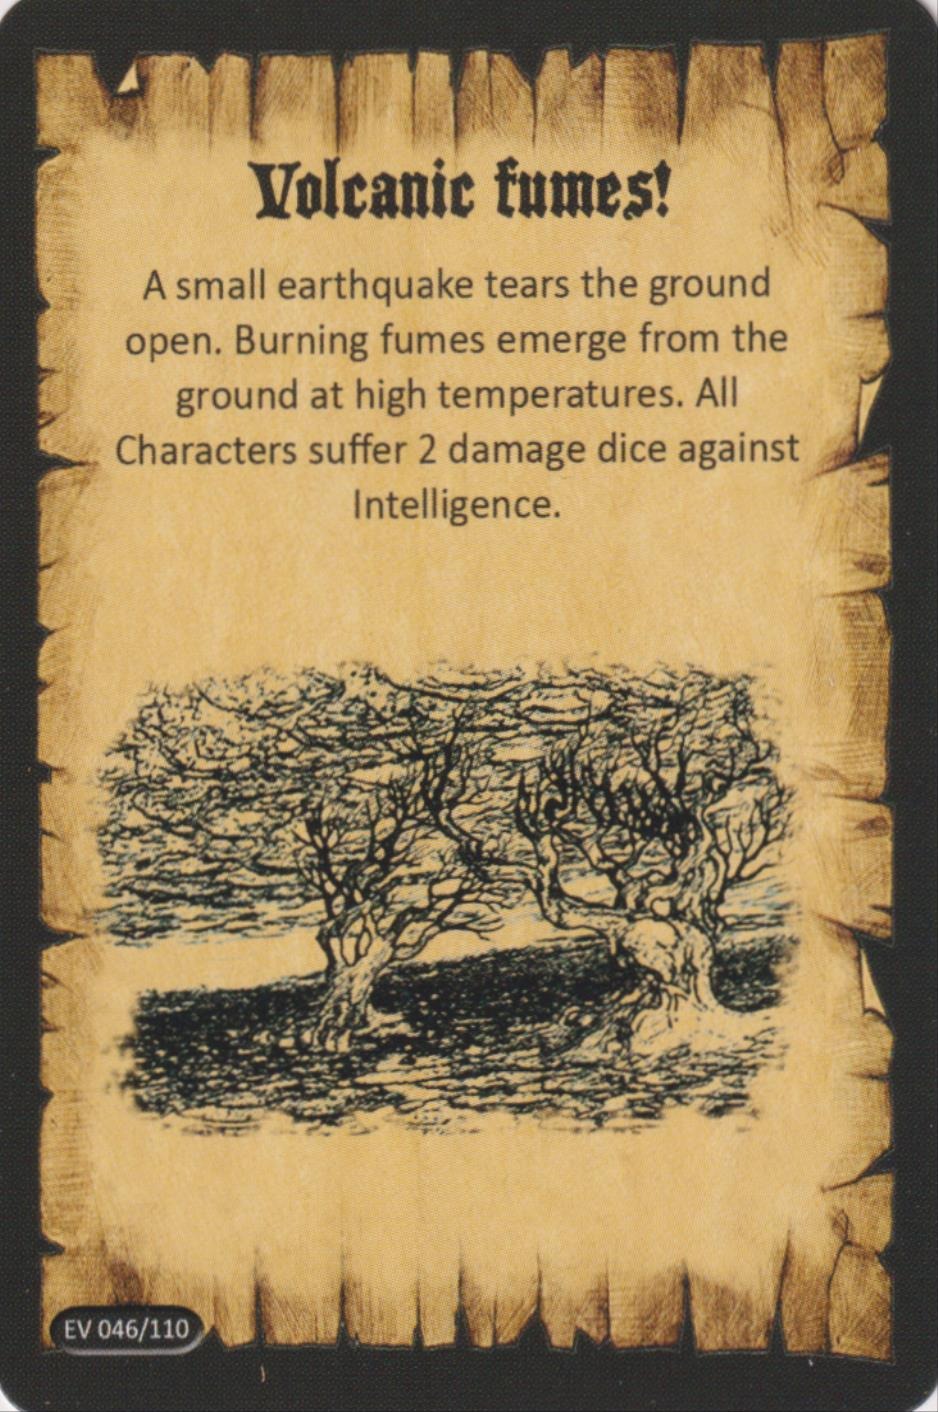 Volcanic fumes!
A small earthquake tears the ground
open. Burning fumes emerge from the
ground at high temperatures. All
Characters suffer 2 damage dice against
Intelligence.
EV 046/110